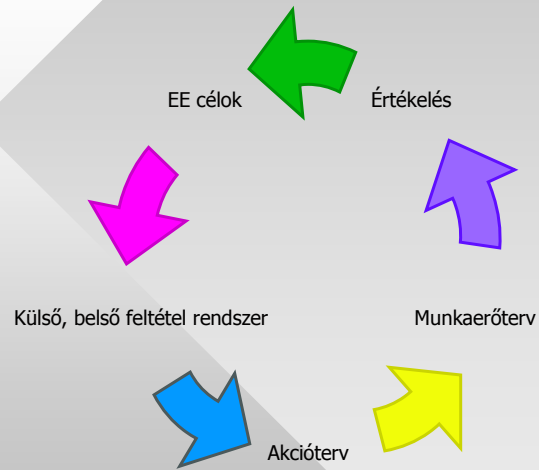 EE célok
Értékelés
Külső, belső feltétel rendszer
Munkaerőterv
Akcióterv